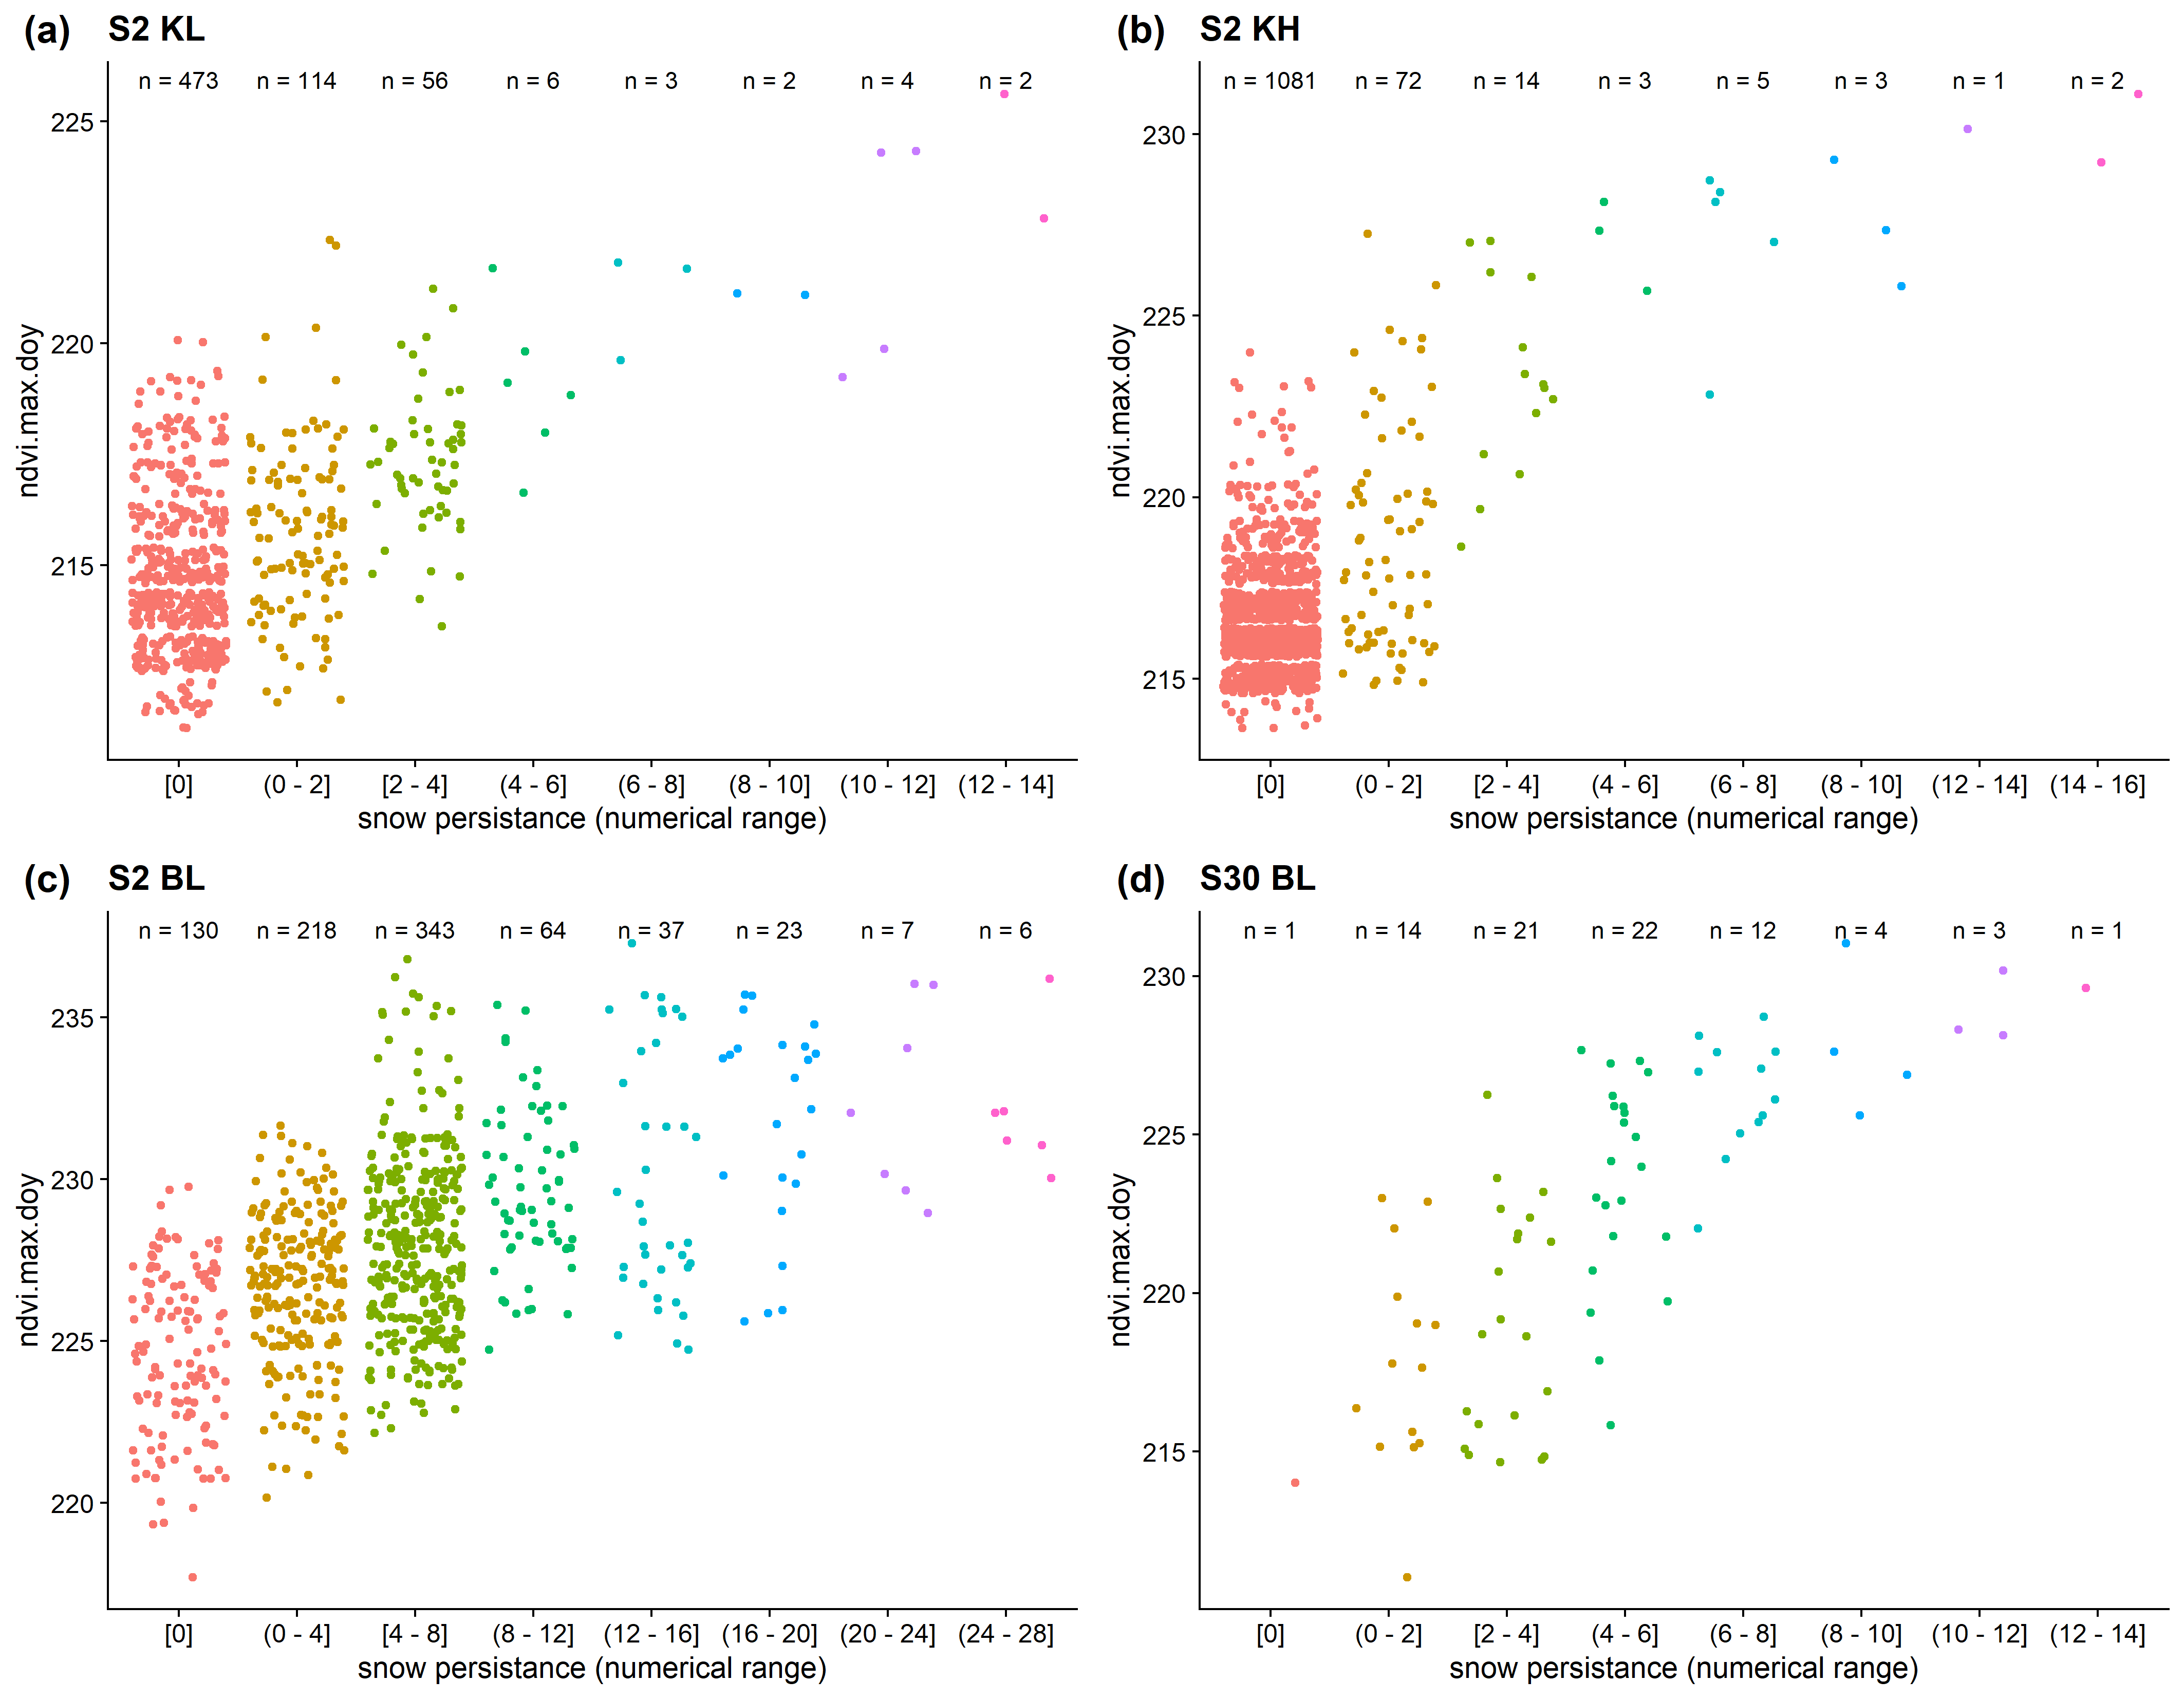 (a) S2 KL
n = 473 n = 114 n = 56 n = 6 n = 3 n = 2 n = 4 n = 2
225
220
215
ndvi.max.doy
[0] (0 - 2] [2 - 4] (4 - 6] (6 - 8] (8 - 10] (10 - 12] (12 - 14]
snow persistance (numerical range)
(b) S2 KH
n = 1081 n = 72 n = 14 n = 3 n = 5 n = 3 n = 1 n = 2
230
225
220
215
ndvi.max.doy
[0] (0 - 2] [2 - 4] (4 - 6] (6 - 8] (8 - 10] (12 - 14] (14 - 16]
snow persistance (numerical range)
(c) S2 BL
n = 130 n = 218 n = 343 n = 64 n = 37 n = 23 n = 7 n = 6
235
230
225
220
ndvi.max.doy
[0] (0 - 4] [4 - 8] (8 - 12] (12 - 16] (16 - 20] (20 - 24] (24 - 28]
snow persistance (numerical range)
(d) S30 BL
n = 1 n = 14 n = 21 n = 22 n = 12 n = 4 n = 3 n = 1
230
225
220
215
ndvi.max.doy
[0] (0 - 2] [2 - 4] (4 - 6] (6 - 8] (8 - 10] (10 - 12] (12 - 14]
snow persistance (numerical range)